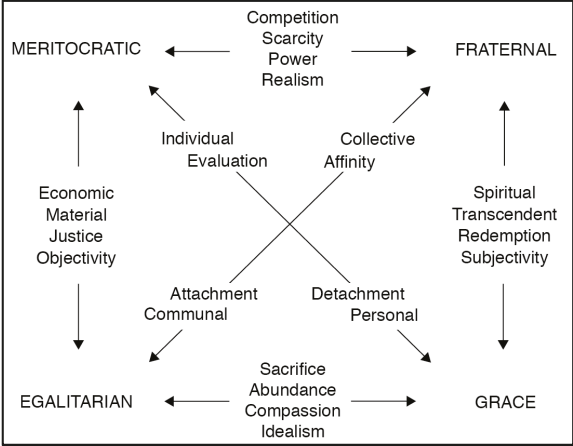 Competition
Scarcity
Power
Realism
MERITOCRATIC
FRATERNAL
Individual
Evaluation
Collective
Affinity
Economic
Material
Justice
Objectivity
Spiritual
Transcendent
Redemption
Subjectivity
Attachment
Communal
Detachment
Personal
Sacrifice
Abundance
Compassion
Idealism
EGALITARIAN
GRACE